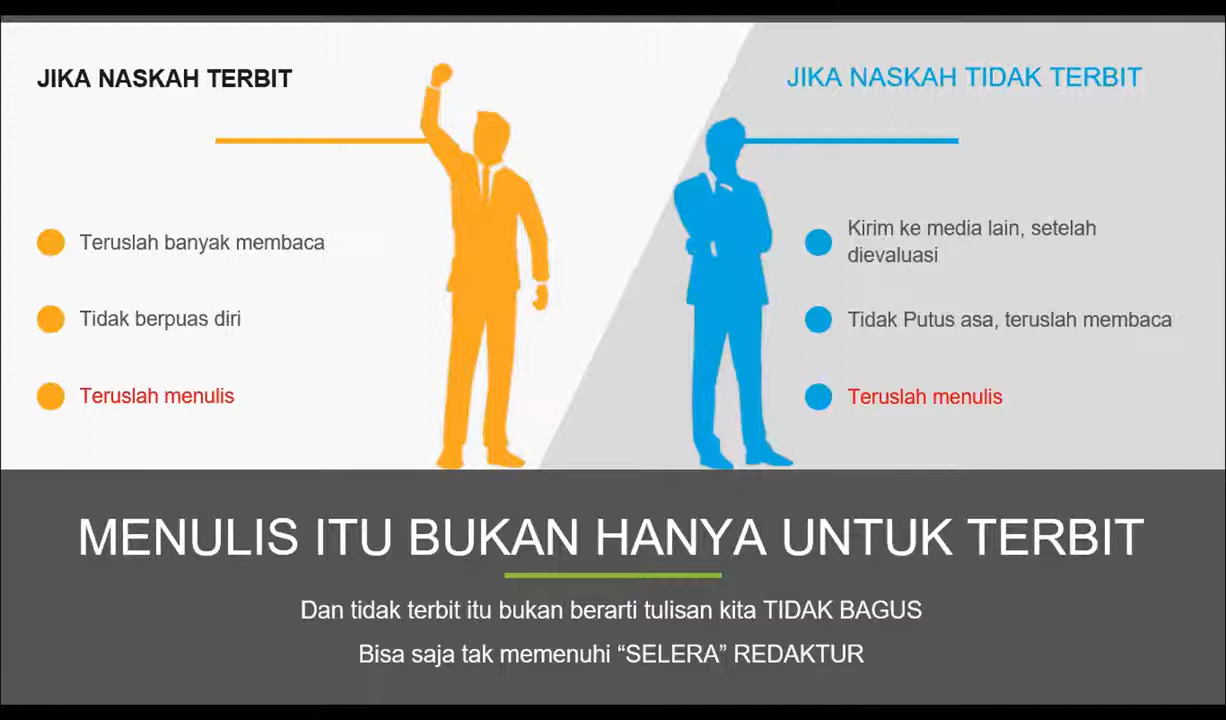 JIKA NASKAH TERBIT
Teruslah banyak membaca
Tidak berpuas diri
Teruslah menulis
JIKA NASKAH TIDAK TERBIT
Kirim ke media lain, setelah
dievaluasi
Tidak Putus asa, teruslah membaca
Teruslah menulis
MENULIS ITU BUKAN HANYA UNTUK TERBIT
Dan tidak terbit itu bukan berarti tulisan kita TIDAK BAGUS
Bisa saja tak memenuhi “SELERA” REDAKTUR